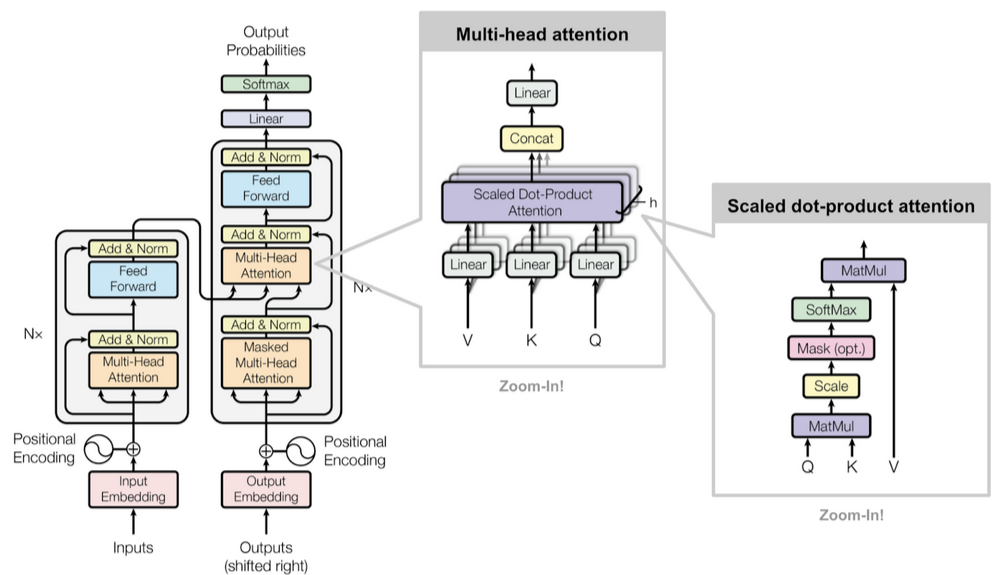 Output
Probabilities
Softmax
Linear
Add & Norm
Feed
Forward
Add & Norm
Multi-Head
Attention
Add & Norm
Masked
Multi-Head
Attention
Nx
Add & Norm
Feed
Forward
Nx
Add & Norm
Multi-Head
Attention
Positional
Encoding
Positional
Encoding
Input
Embedding
Output
Embedding
Inputs
Outputs
(shifted right)
Multi-head attention
Linear
Concat
Scaled Dot-Product
Attention
h
Linear
Linear
Linear
V
K
Q
Zoom-In!
Scaled dot-product attention
MatMul
SoftMax
Mask (opt.)
Scale
MatMul
Q
K
V
Zoom-In!